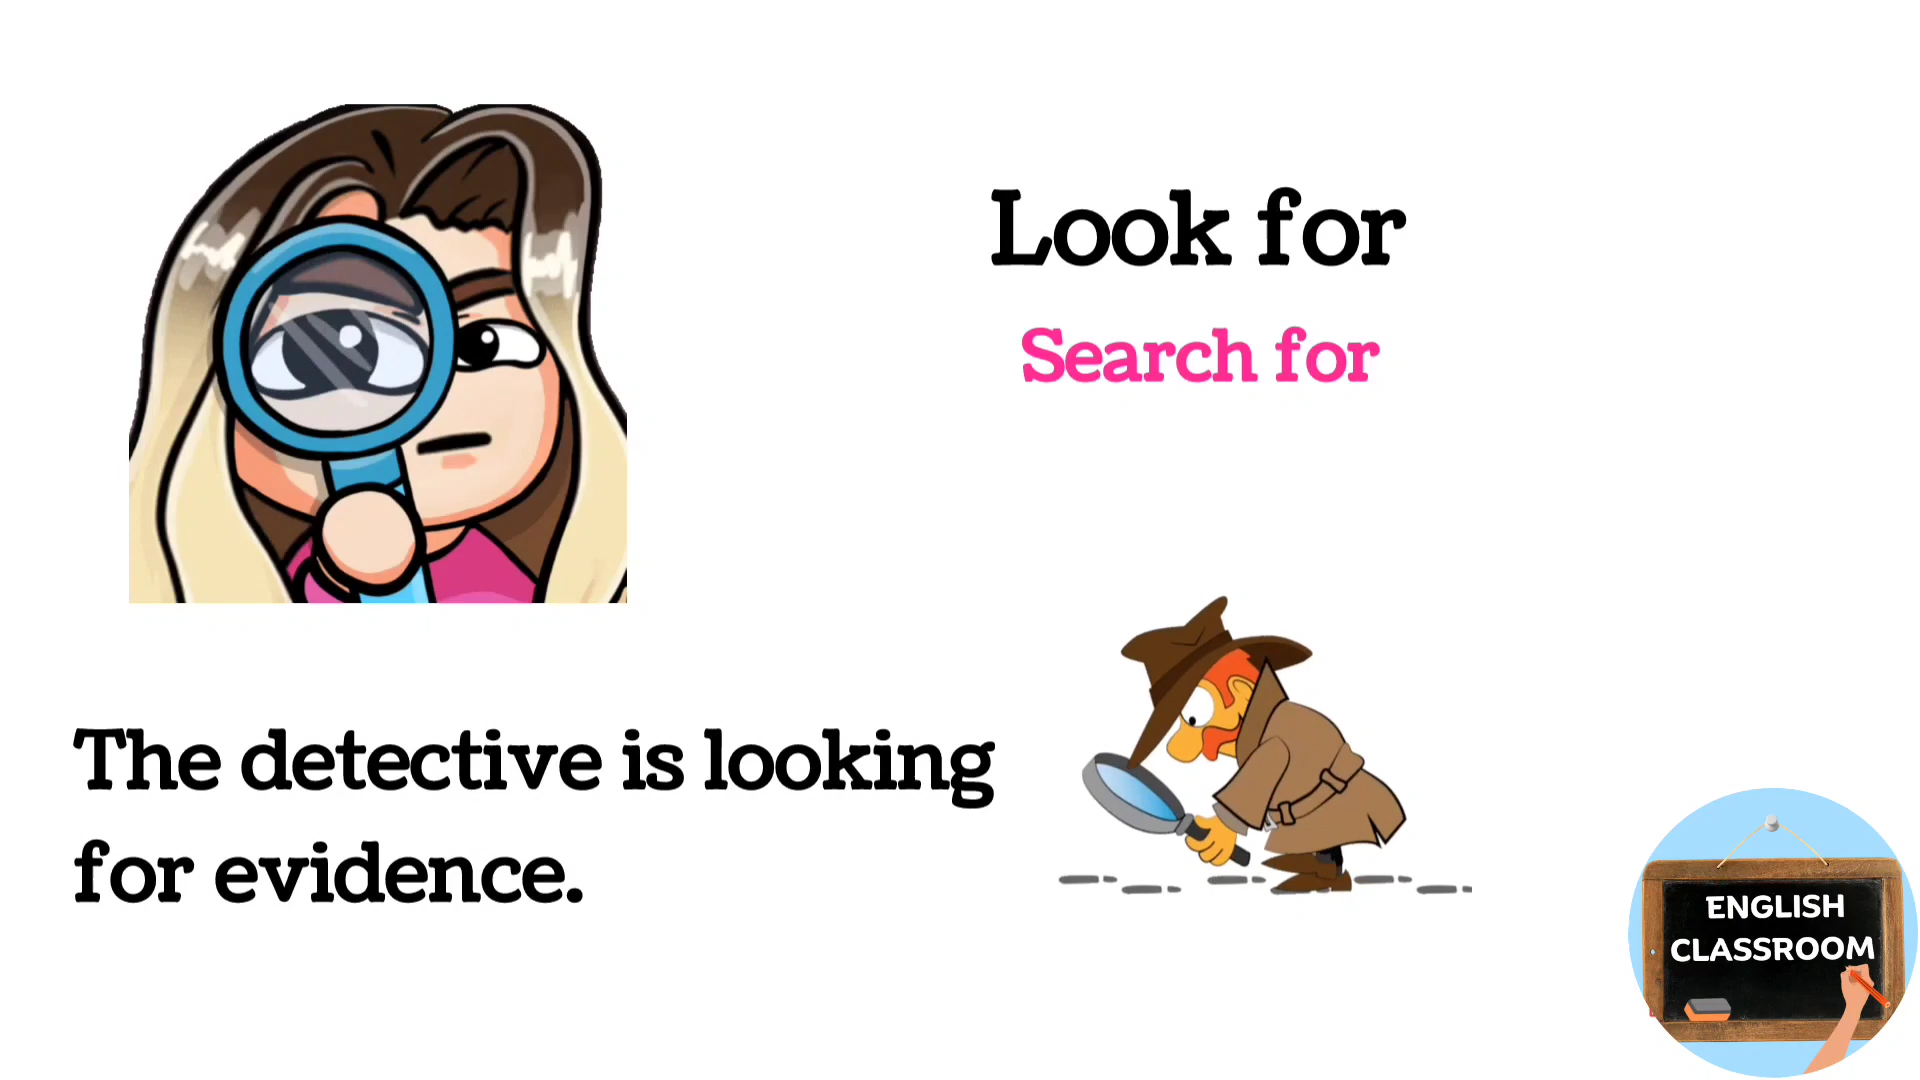 Look for
Search for
The detective is looking
for evidence.
ENGLISH
CLASSROOM